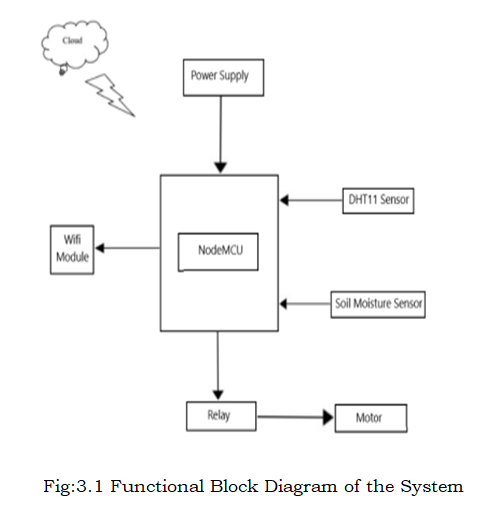 Cloud
Power Supply
DHT11 Sensor
Wifi
Module
NodeMCU
Soil Moisture Sensor
Relay
Motor
Fig:3.1 Functional Block Diagram of the System